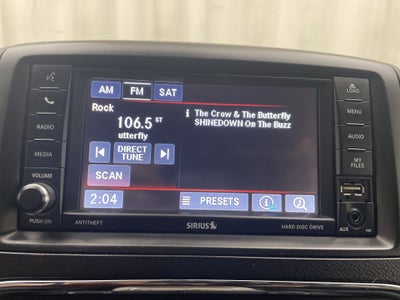 AM FM SAT
LOAD
Rock
i The Crow & The Butterfly
SHINEDOWN On The Buzz
106.5 ST
utterfly
MENU
RADIO
AUDIO
DIRECT
TUNE
MEDIA
MY
FILES
VOLUME
SCAN
PUSH ON
2:04
PRESETS
AUX
ANTITHEFT
SIRIUS
HARD DISC DRIVE